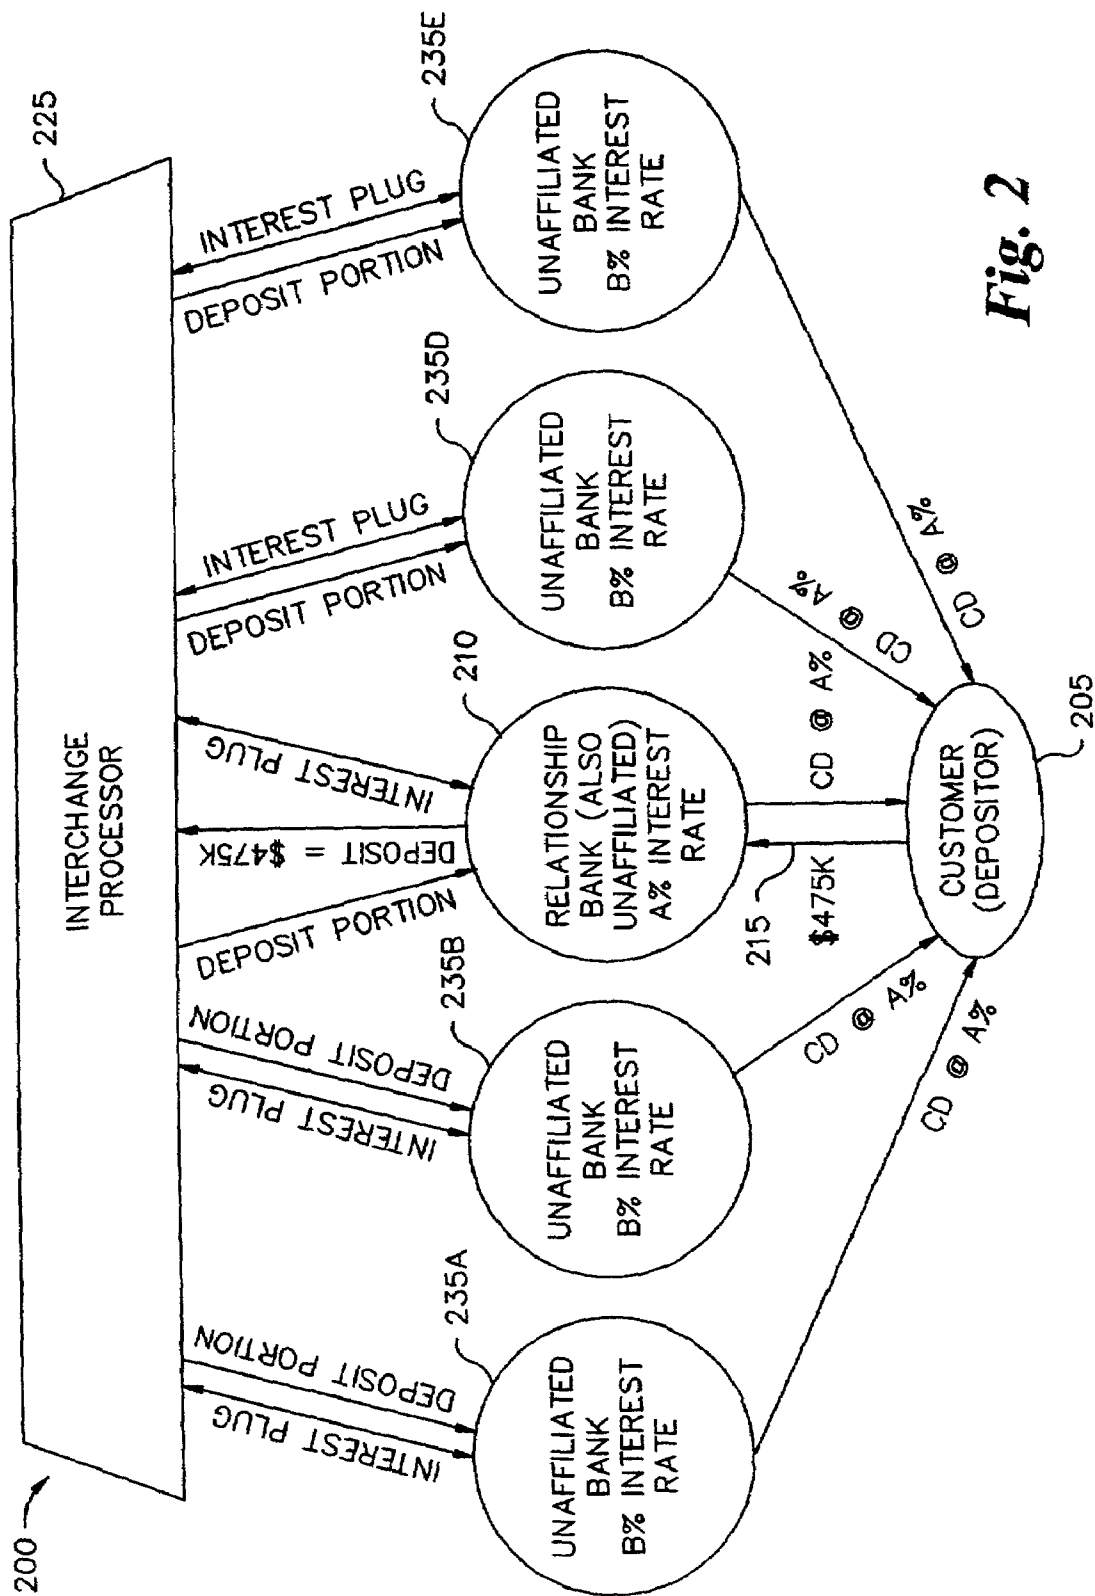 200
225
INTERCHANGE
PROCESSOR
INTEREST PLUG
DEPOSIT PORTION
INTEREST PLUG
DEPOSIT PORTION
DEPOSIT PORTION
DEPOSIT = $475K
INTEREST PLUG
DEPOSIT PORTION
INTEREST PLUG
DEPOSIT PORTION
INTEREST PLUG
235A
235B
210
235D
235E
UNAFFILIATED
BANK
B% INTEREST
RATE
UNAFFILIATED
BANK
B% INTEREST
RATE
RELATIONSHIP
BANK (ALSO
UNAFFILIATED)
A% INTEREST
RATE
UNAFFILIATED
BANK
B% INTEREST
RATE
UNAFFILIATED
BANK
B% INTEREST
RATE
CD @ A%
CD @ A%
215
$475K
CD @ A%
CD @ A%
CD @ A%
CUSTOMER
(DEPOSITOR)
205
Fig. 2